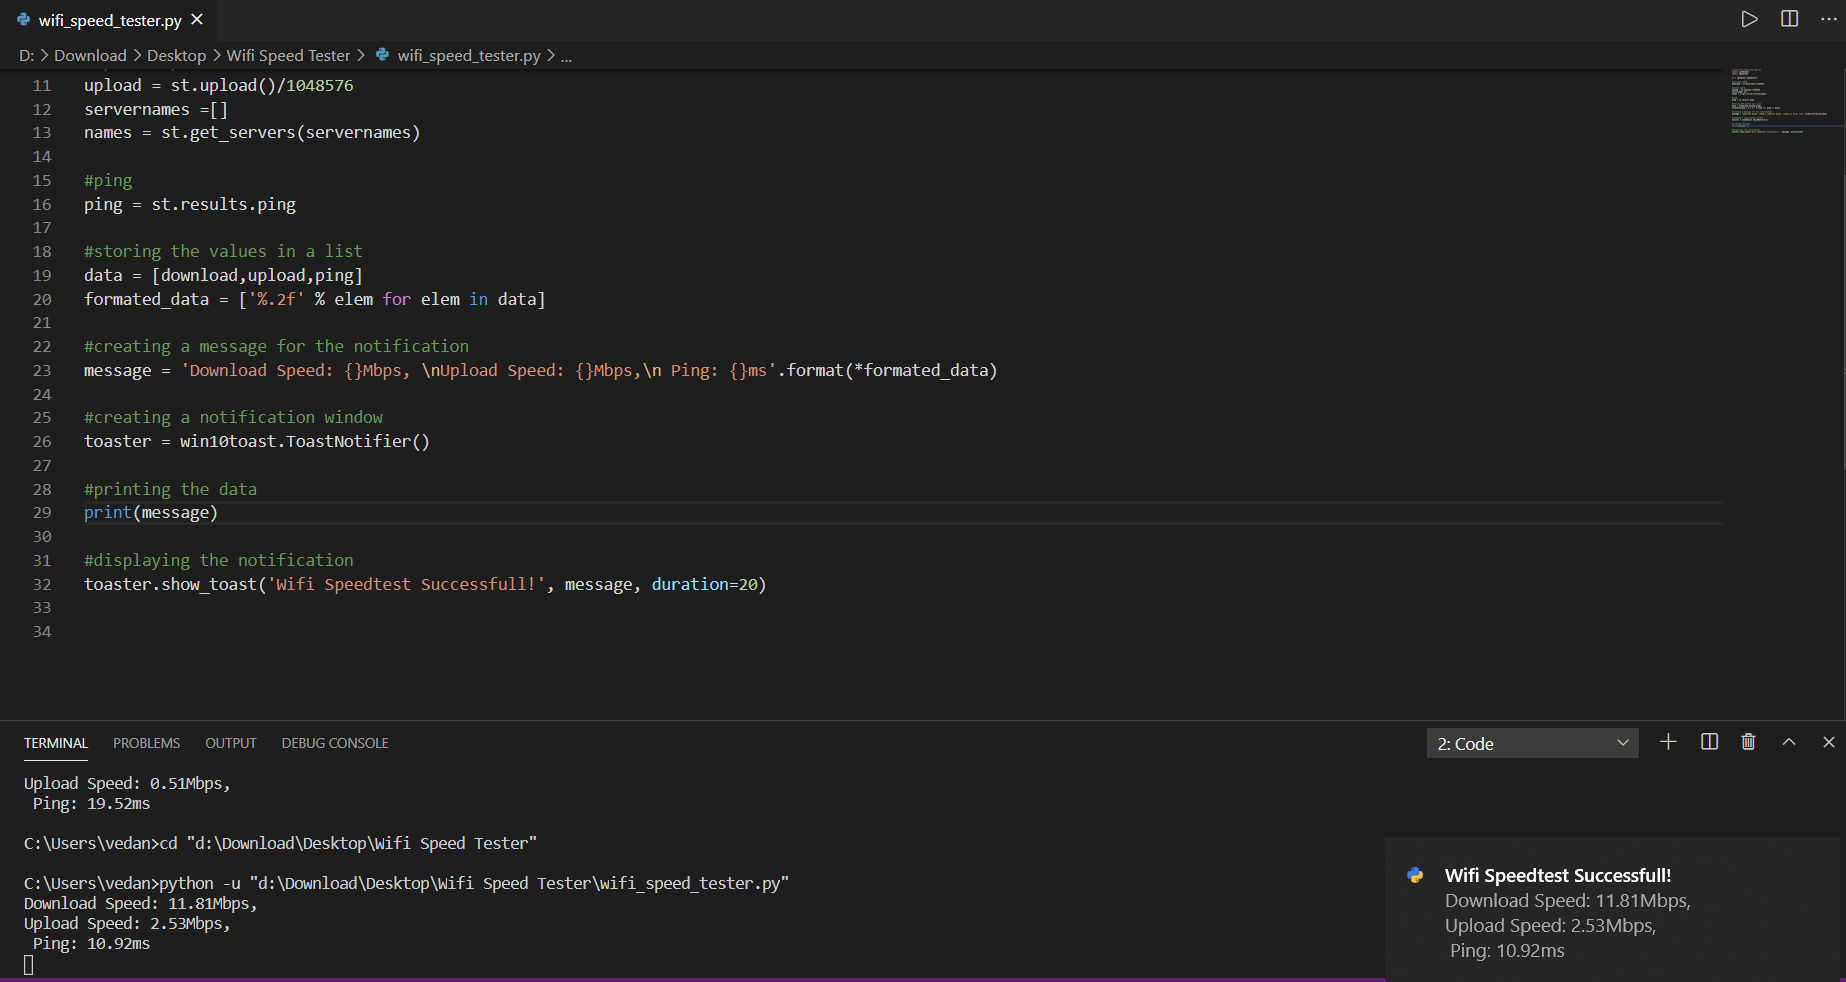 wifi_speed_tester.py
D: > Download > Desktop > Wifi Speed Tester > wifi_speed_tester.py > ...
11 upload = st.upload()/1048576
12 servernames =[]
13 names = st.get_servers(servernames)
14
15 #ping
16 ping = st.results.ping
17
18 #storing the values in a list
19 data = [download,upload,ping]
20 formated_data = ['%.2f' % elem for elem in data]
21
22 #creating a message for the notification
23 message = 'Download Speed: {}Mbps, \nUpload Speed: {}Mbps,\n Ping: {}ms'.format(*formated_data)
24
25 #creating a notification window
26 toaster = win10toast.ToastNotifier()
27
28 #printing the data
29 print(message)
30
31 #displaying the notification
32 toaster.show_toast('Wifi Speedtest Successfull!', message, duration=20)
33
34
TERMINAL PROBLEMS OUTPUT DEBUG CONSOLE 2: Code
Upload Speed: 0.51Mbps,
 Ping: 19.52ms
C:\Users\vedan>cd "d:\Download\Desktop\Wifi Speed Tester"
C:\Users\vedan>python -u "d:\Download\Desktop\Wifi Speed Tester\wifi_speed_tester.py"
Download Speed: 11.81Mbps,
Upload Speed: 2.53Mbps,
 Ping: 10.92ms
Wifi Speedtest Successfull!
Download Speed: 11.81Mbps,
Upload Speed: 2.53Mbps,
 Ping: 10.92ms